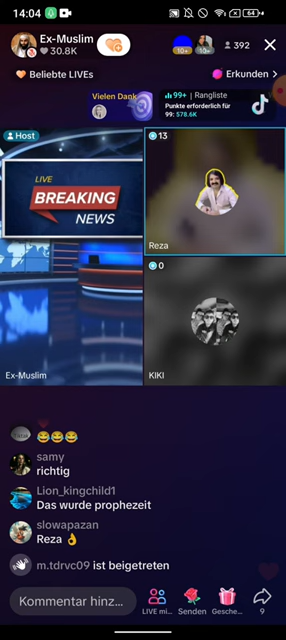 14:04
64
Ex-Muslim
30.8K
10+
10+
392
Beliebte LIVEs
Erkunden
Vielen Dank
99+ | Rangliste
Punkte erforderlich für
99: 578.6K
Host
13
LIVE
BREAKING
NEWS
Reza
0
Ex-Muslim
KIKI
😂😂😂
samy
richtig
Lion_kingchild1
Das wurde prophezeit
slowapazan
Reza 👌
m.tdrvc09 ist beigetreten
Kommentar hinz...
LIVE mi...
Senden
Gesche...
9